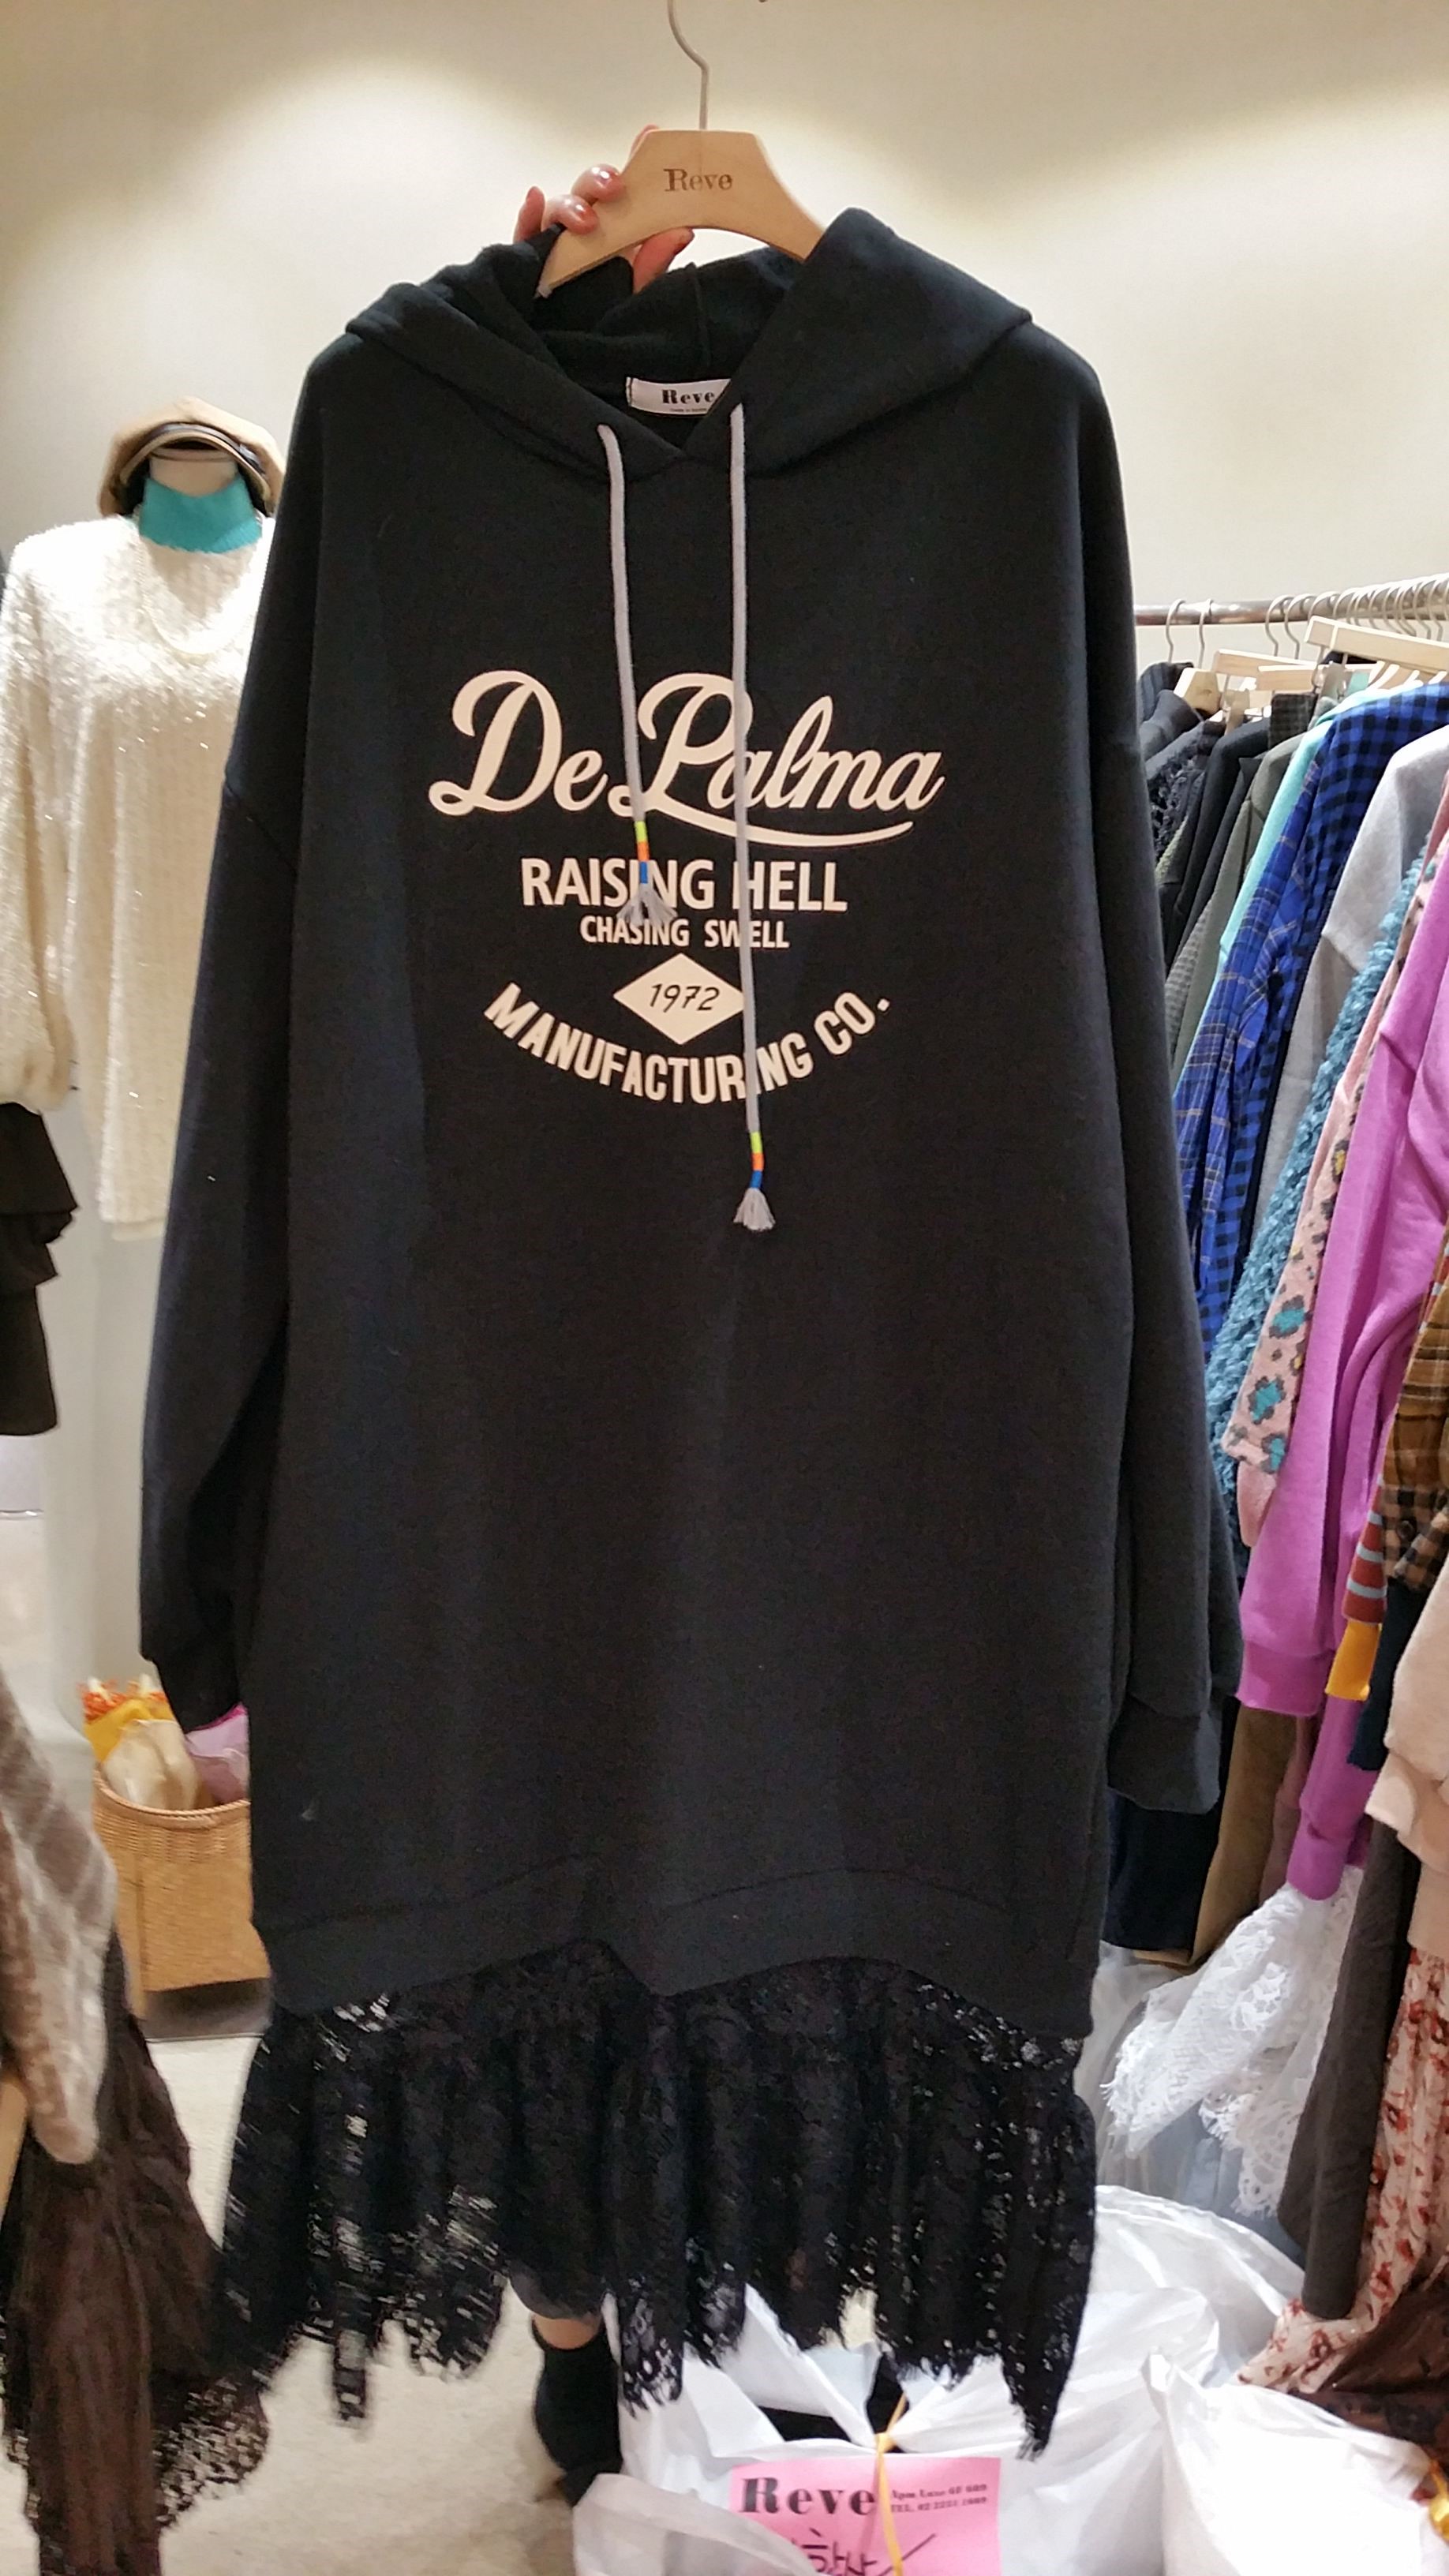 Reve
Reve
De Palma
RAISING HELL
CHASING SWELL
1972
MANUFACTURING CO.
Reve